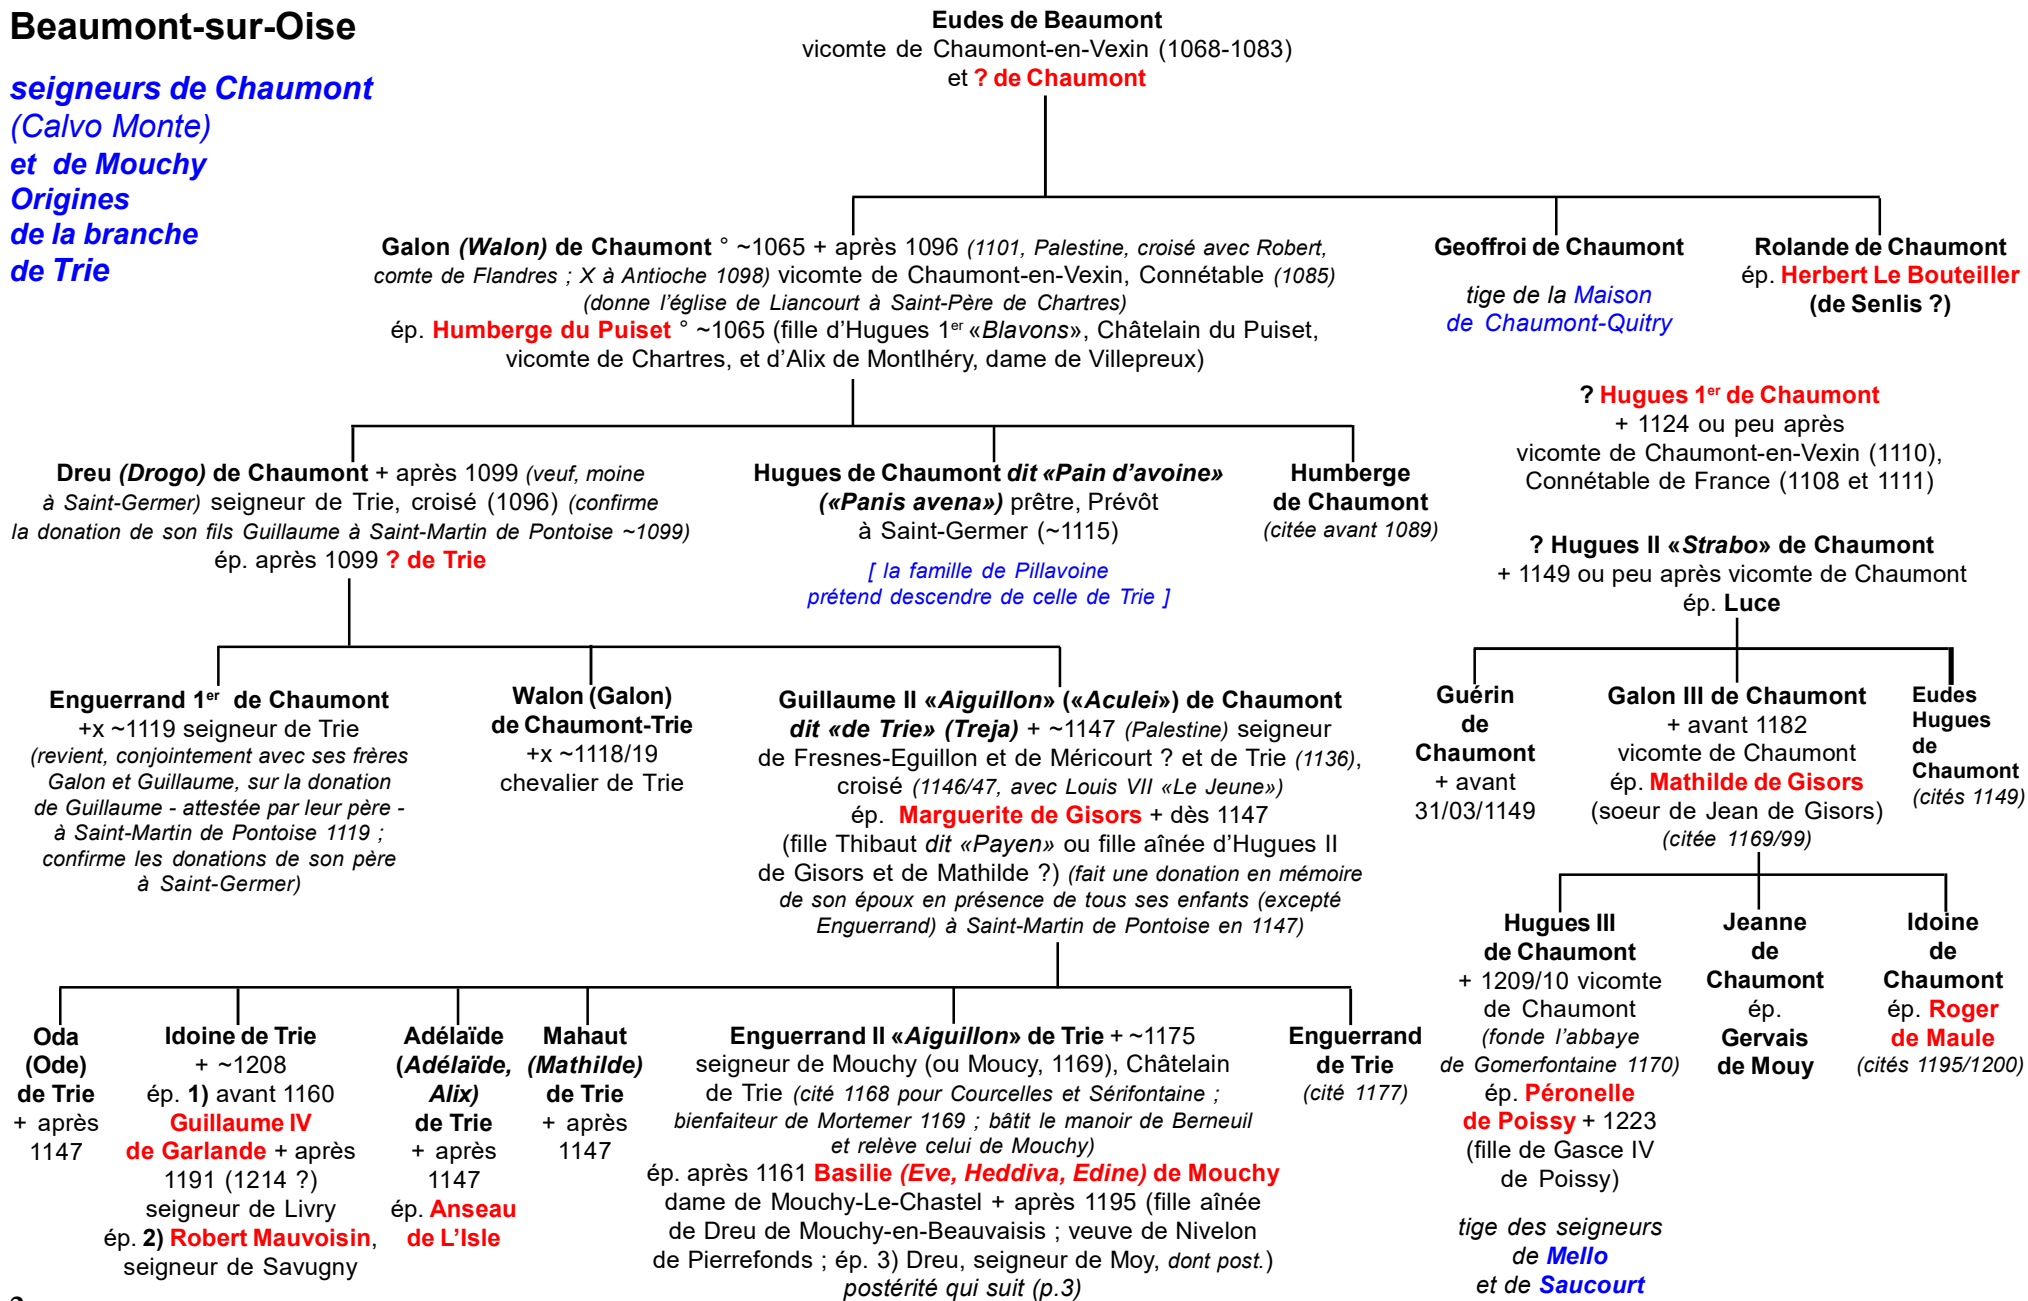 Beaumont-sur-Oise
seigneurs de Chaumont
(Calvo Monte)
et de Mouchy
Origines
de la branche
de Trie
Eudes de Beaumont
vicomte de Chaumont-en-Vexin (1068-1083)
et ? de Chaumont
Galon (Walon) de Chaumont ° ~1065 + après 1096 (1101, Palestine, croisé avec Robert,
comte de Flandres ; X à Antioche 1098) vicomte de Chaumont-en-Vexin, Connétable (1085)
(donne l'église de Liancourt à Saint-Père de Chartres)
ép. Humberge du Puiset ° ~1065 (fille d'Hugues 1er «Blavons», Châtelain du Puiset,
vicomte de Chartres, et d'Alix de Montlhéry, dame de Villepreux)
Geoffroi de Chaumont
tige de la Maison
de Chaumont-Quitry
Rolande de Chaumont
ép. Herbert Le Bouteiller
(de Senlis ?)
? Hugues 1er de Chaumont
+ 1124 ou peu après
vicomte de Chaumont-en-Vexin (1110),
Connétable de France (1108 et 1111)
Dreu (Drogo) de Chaumont + après 1099 (veuf, moine
à Saint-Germer) seigneur de Trie, croisé (1096) (confirme
la donation de son fils Guillaume à Saint-Martin de Pontoise ~1099)
ép. après 1099 ? de Trie
Hugues de Chaumont dit «Pain d'avoine»
(«Panis avena») prêtre, Prévôt
à Saint-Germer (~1115)
[ la famille de Pillavoine
prétend descendre de celle de Trie ]
Humberge
de Chaumont
(citée avant 1089)
? Hugues II «Strabo» de Chaumont
+ 1149 ou peu après vicomte de Chaumont
ép. Luce
Enguerrand 1er de Chaumont
+x ~1119 seigneur de Trie
(revient, conjointement avec ses frères
Galon et Guillaume, sur la donation
de Guillaume - attestée par leur père -
à Saint-Martin de Pontoise 1119 ;
confirme les donations de son père
à Saint-Germer)
Walon (Galon)
de Chaumont-Trie
+x ~1118/19
chevalier de Trie
Guillaume II «Aiguillon» («Aculei») de Chaumont
dit «de Trie» (Treja) + ~1147 (Palestine) seigneur
de Fresnes-Eguillon et de Méricourt ? et de Trie (1136),
croisé (1146/47, avec Louis VII «Le Jeune»)
ép. Marguerite de Gisors + dès 1147
(fille Thibaut dit «Payen» ou fille aînée d'Hugues II
de Gisors et de Mathilde ?) (fait une donation en mémoire
de son époux en présence de tous ses enfants (excepté
Enguerrand) à Saint-Martin de Pontoise en 1147)
Guérin
de
Chaumont
+ avant
31/03/1149
Galon III de Chaumont
+ avant 1182
vicomte de Chaumont
ép. Mathilde de Gisors
(soeur de Jean de Gisors)
(citée 1169/99)
Eudes
Hugues
de
Chaumont
(cités 1149)
Hugues III
de Chaumont
+ 1209/10 vicomte
de Chaumont
(fonde l'abbaye
de Gomerfontaine 1170)
ép. Péronelle
de Poissy + 1223
(fille de Gasce IV
de Poissy)
tige des seigneurs
de Mello
et de Saucourt
Jeanne
de
Chaumont
ép.
Gervais
de Mouy
Idoine
de
Chaumont
ép. Roger
de Maule
(cités 1195/1200)
Oda
(Ode)
de Trie
+ après
1147
Idoine de Trie
+ ~1208
ép. 1) avant 1160
Guillaume IV
de Garlande + après
1191 (1214 ?)
seigneur de Livry
ép. 2) Robert Mauvoisin,
seigneur de Savugny
Adélaïde
(Adélaïde,
Alix)
de Trie
+ après
1147
ép. Anseau
de L'Isle
Mahaut
(Mathilde)
de Trie
+ après
1147
Enguerrand II «Aiguillon» de Trie + ~1175
seigneur de Mouchy (ou Moucy, 1169), Châtelain
de Trie (cité 1168 pour Courcelles et Sérifontaine ;
bienfaiteur de Mortemer 1169 ; bâtit le manoir de Berneuil
et relève celui de Mouchy)
ép. après 1161 Basilie (Eve, Heddiva, Edine) de Mouchy
dame de Mouchy-Le-Chastel + après 1195 (fille aînée
de Dreu de Mouchy-en-Beauvaisis ; veuve de Nivelon
de Pierrefonds ; ép. 3) Dreu, seigneur de Moy, dont post.)
postérité qui suit (p.3)
Enguerrand
de Trie
(cité 1177)